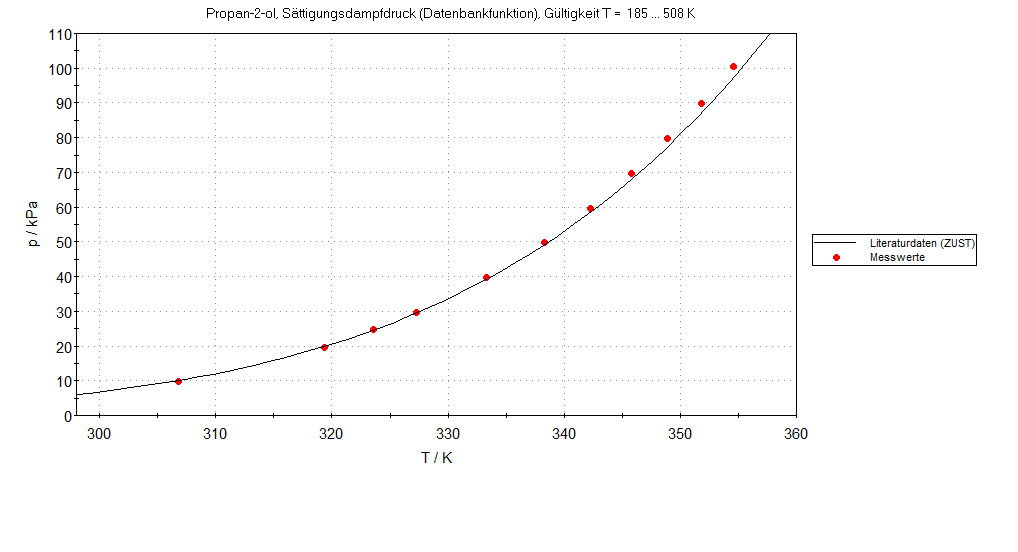 Propan-2-ol, Sättigungsdampfdruck (Datenbankfunktion), Gültigkeit T = 185 ... 508 K
110
100
90
80
70
60
50
40
30
20
10
0
p / kPa
300 310 320 330 340 350 360
T / K
Literaturdaten (ZUST)
Messwerte